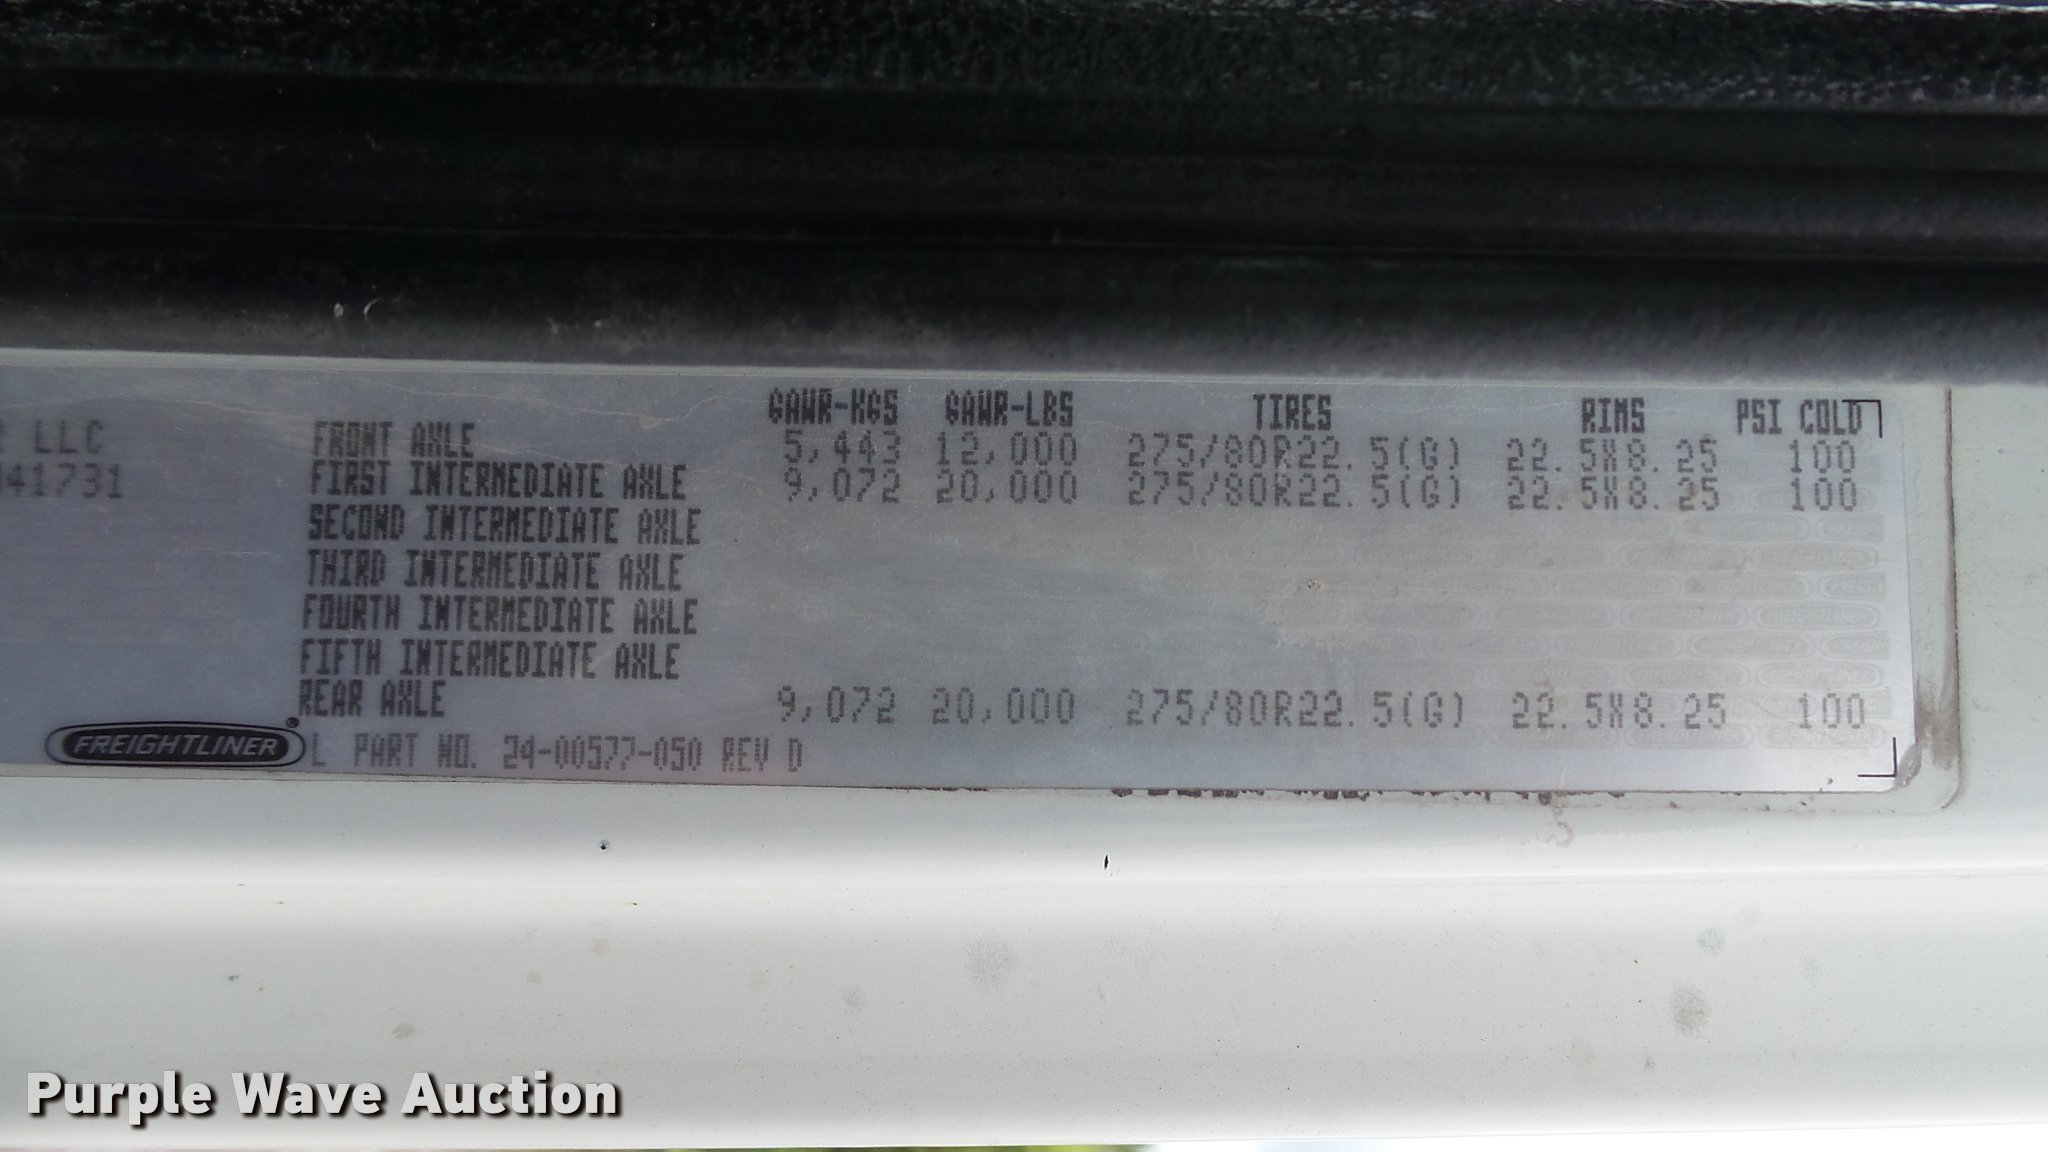 GAWR-KGS GAWR-LBS TIRES RIMS PSI COLD
LLC FRONT AXLE 5,443 12,000 275/80R22.5(G) 22.5X8.25 100
41731 FIRST INTERMEDIATE AXLE 9,072 20,000 275/80R22.5(G) 22.5X8.25 100
SECOND INTERMEDIATE AXLE
THIRD INTERMEDIATE AXLE
FOURTH INTERMEDIATE AXLE
FIFTH INTERMEDIATE AXLE
REAR AXLE 9,072 20,000 275/80R22.5(G) 22.5X8.25 100
FREIGHTLINER® L PART NO. 24-00577-050 REV D
Purple Wave Auction